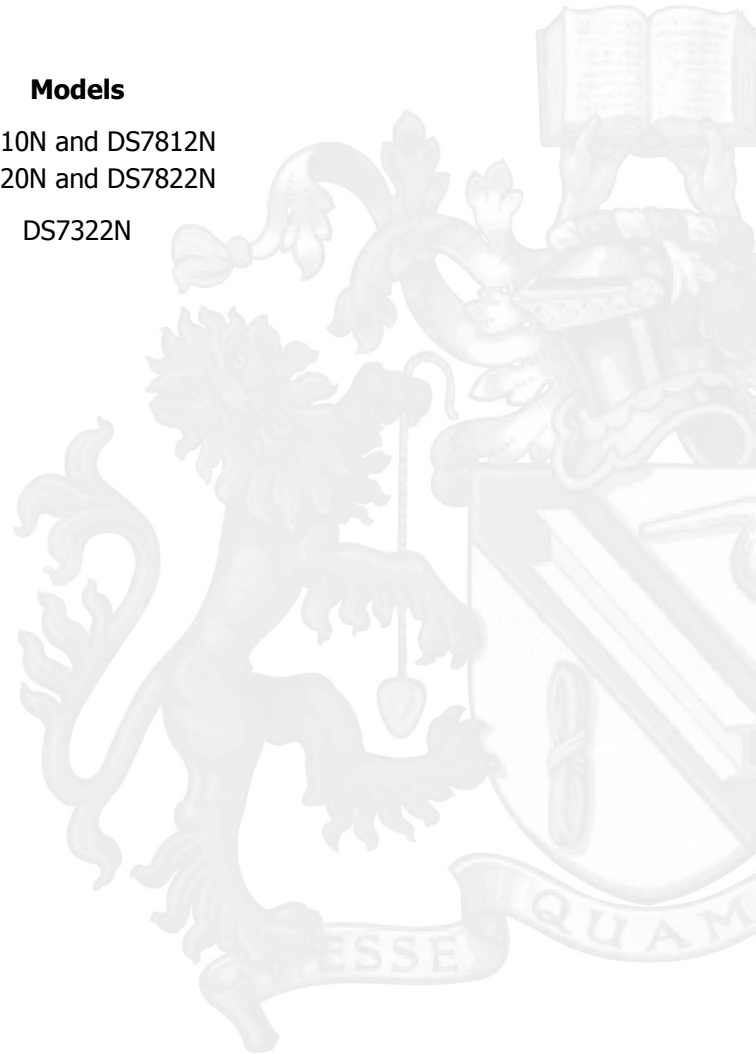 Models
10N and DS7812N
20N and DS7822N
DS7322N
ESSE
QUAM